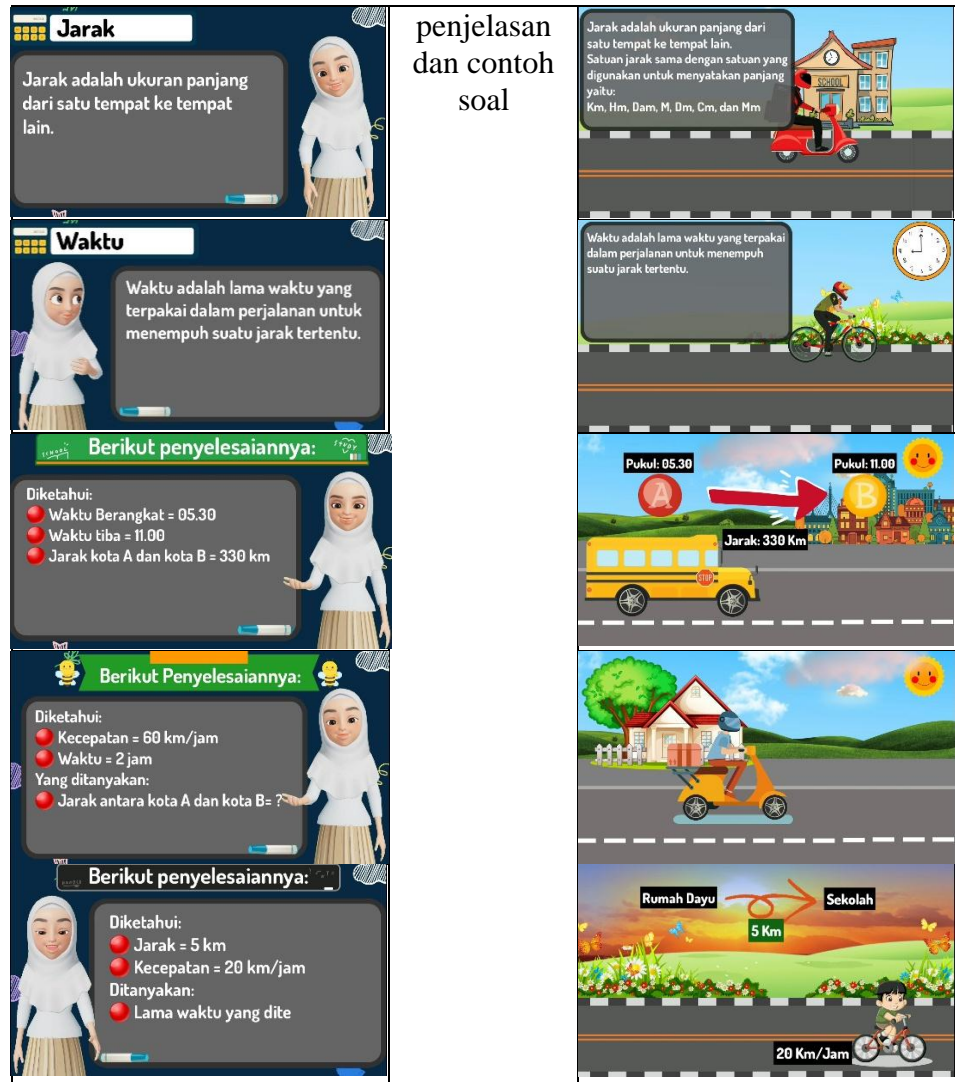 Jarak
Jarak adalah ukuran panjang
dari satu tempat ke tempat
lain.
penjelasan
dan contoh
soal
Jarak adalah ukuran panjang dari
satu tempat ke tempat lain.
Satuan jarak sama dengan satuan yang
digunakan untuk menyatakan panjang
yaitu:
Km, Hm, Dam, M, Dm, Cm, dan Mm
SCHOOL
Waktu
Waktu adalah lama waktu yang
terpakai dalam perjalanan untuk
menempuh suatu jarak tertentu.
Waktu adalah lama waktu yang terpakai
dalam perjalanan untuk menempuh
suatu jarak tertentu.
SCHOOL
Berikut penyelesaiannya:
STUDY
Diketahui:
Waktu Berangkat = 05.30
Waktu tiba = 11.00
Jarak kota A dan kota B = 330 km
Pukul: 05.30
Pukul: 11.00
A
B
Jarak: 330 Km
STOP
Berikut Penyelesaiannya:
Diketahui:
Kecepatan = 60 km/jam
Waktu = 2 jam
Yang ditanyakan:
Jarak antara kota A dan kota B= ?
Berikut penyelesaiannya:
Diketahui:
Jarak = 5 km
Kecepatan = 20 km/jam
Ditanyakan:
Lama waktu yang dite
Rumah Dayu
Sekolah
5 Km
20 Km/Jam